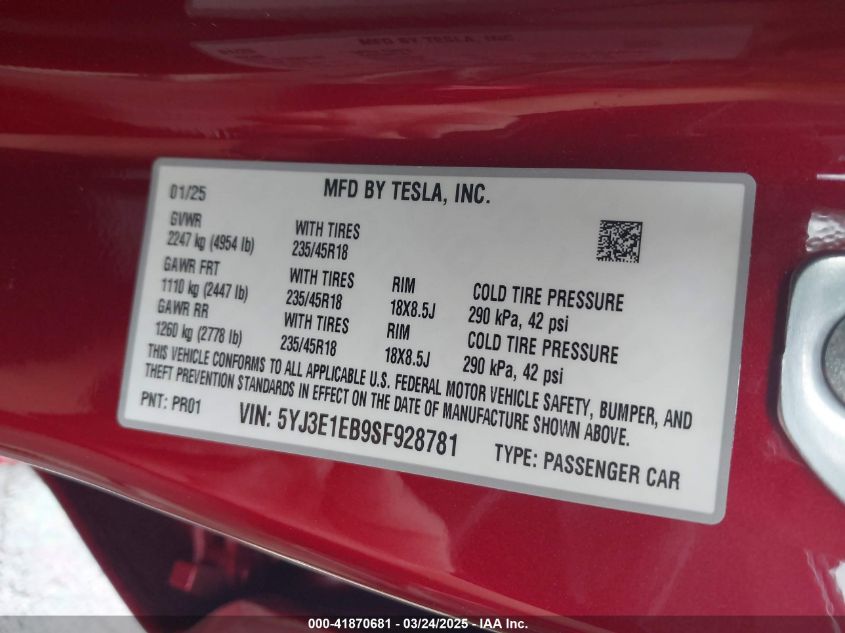 MFD BY TESLA, INC
01/25 MFD BY TESLA, INC.
GVWR WITH TIRES
2247 kg (4954 lb) 235/45R18
GAWR FRT WITH TIRES RIM COLD TIRE PRESSURE
1110 kg (2447 lb) 235/45R18 18X8.5J 290 kPa, 42 psi
GAWR RR WITH TIRES RIM COLD TIRE PRESSURE
1260 kg (2778 lb) 235/45R18 18X8.5J 290 kPa, 42 psi
THIS VEHICLE CONFORMS TO ALL APPLICABLE U.S. FEDERAL MOTOR VEHICLE SAFETY, BUMPER, AND
THEFT PREVENTION STANDARDS IN EFFECT ON THE DATE OF MANUFACTURE SHOWN ABOVE.
PNT: PR01 VIN: 5YJ3E1EB9SF928781 TYPE: PASSENGER CAR
000-41870681 - 03/24/2025 - IAA Inc.